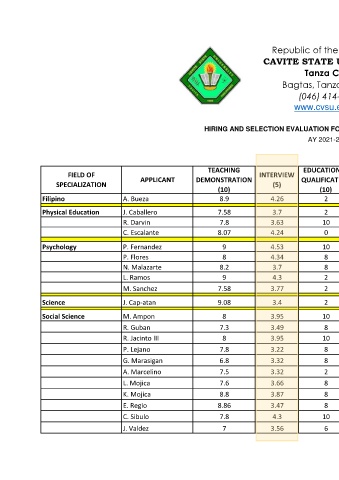 Republic of the
CAVITE STATE U
Tanza C
Bagtas, Tanza
(046) 414-
www.cvsu.e
HIRING AND SELECTION EVALUATION FO
AY 2021-2
FIELD OF SPECIALIZATION APPLICANT TEACHING DEMONSTRATION (10) INTERVIEW (5) EDUCATION QUALIFICAT (10)
Filipino A. Bueza 8.9 4.26 2
Physical Education J. Caballero 7.58 3.7 2
R. Darvin 7.8 3.63 10
C. Escalante 8.07 4.24 0
Psychology P. Fernandez 9 4.53 10
P. Flores 8 4.34 8
N. Malazarte 8.2 3.7 8
L. Ramos 9 4.3 2
M. Sanchez 7.58 3.77 2
Science J. Cap-atan 9.08 3.4 2
Social Science M. Ampon 8 3.95 10
R. Guban 7.3 3.49 8
R. Jacinto III 8 3.95 10
P. Lejano 7.8 3.22 8
G. Marasigan 6.8 3.32 8
A. Marcelino 7.5 3.32 2
L. Mojica 7.6 3.66 8
K. Mojica 8.8 3.87 8
E. Regio 8.86 3.47 8
C. Sibulo 7.8 4.3 10
J. Valdez 7 3.56 6